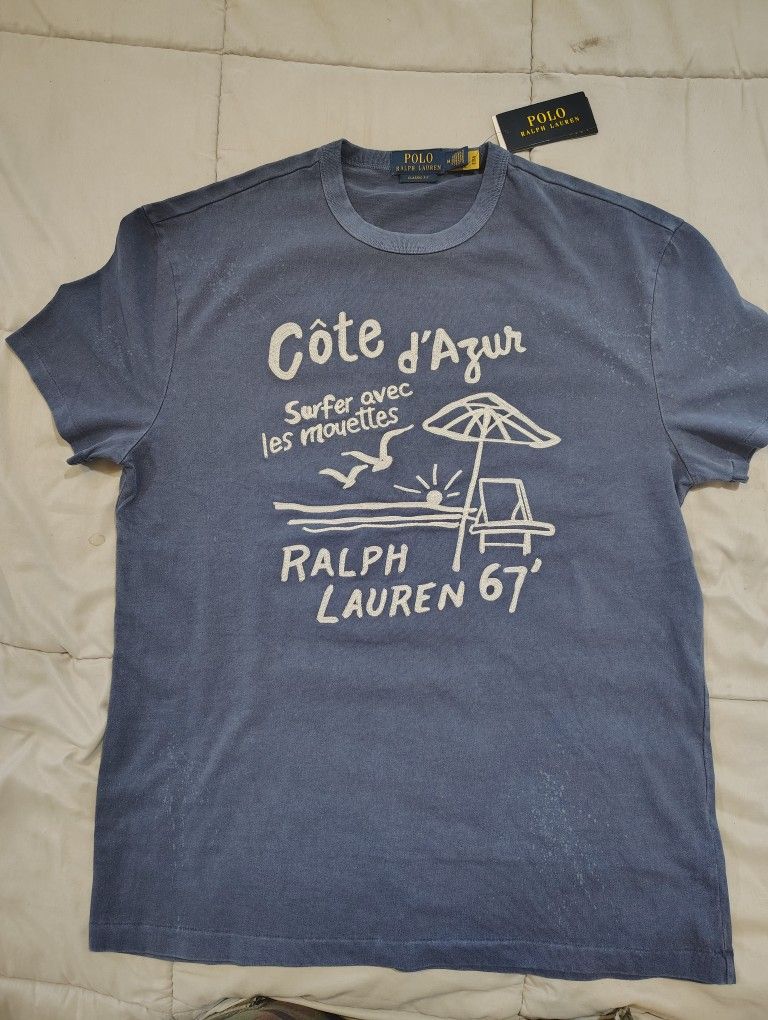 POLO
RALPH LAUREN
POLO
RALPH LAUREN
Côte d'Azur
Surfer avec
les mouettes
RALPH
LAUREN 67'